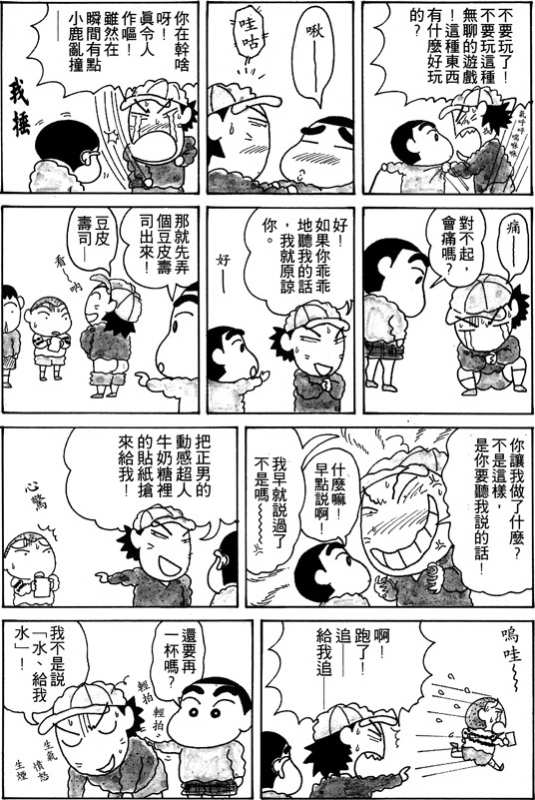 不要玩了!
不要玩這種
無聊的遊戲
!這種東西
有什麼好玩
的?
氣呼呼
啾——
哇咕
你在幹啥
呀!
真令人
作嘔!
雖然在
瞬間有點
小鹿亂撞
我捶
痛——
對不起,
會痛嗎?
好!
如果你乖乖
地聽我的話
,我就原諒
你。
好——
那就先弄
個豆皮壽
司出來!
豆皮
壽司——
看
吶
你讓我做了什麼?
不是這樣,
是你要聽我說的話!
什麼嘛!
早點說啊!
我早就說過了
不是嗎~~~
把正男的
動感超人
牛奶糖裡
的貼紙搶
來給我!
心驚
嗚哇~
啊!
跑了!
追——
給我追——
還要再
一杯嗎?
輕拍
輕拍
我不是說
「水、給我
水」!
生氣
憤怒
生煙